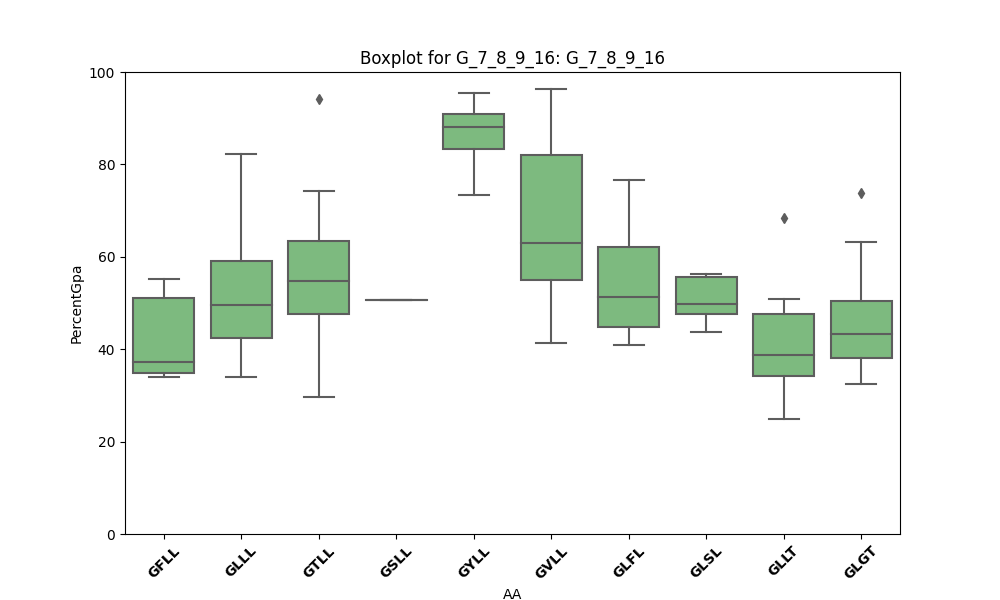 Boxplot for G_7_8_9_16: G_7_8_9_16
PercentGpa
100
80
60
40
20
0
GFLL GLLL GTLL GSLL GYLL GVLL GLFL GLSL GLLT GLGT
AA